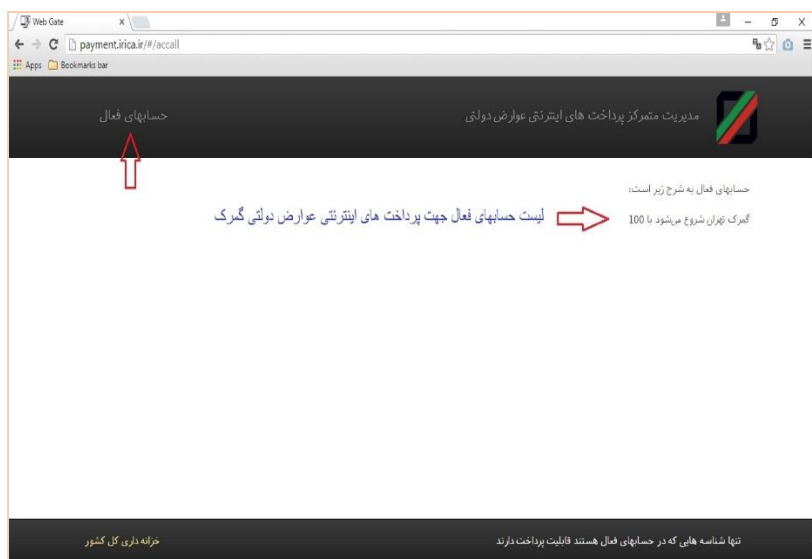 Web Gate
payment.irica.ir/#/accall
Apps Bookmarks bar
مدیریت متمرکز پرداخت های اینترنتی عوارض دولتی
حسابهای فعال
حسابهای فعال به شرح زیر است:
گمرک تهران شروع می‌شود با 100
لیست حسابهای فعال جهت پرداخت های اینترنتی عوارض دولتی گمرک
تنها شناسه هایی که در حسابهای فعال هستند قابلیت پرداخت دارند
خزانه داری کل کشور